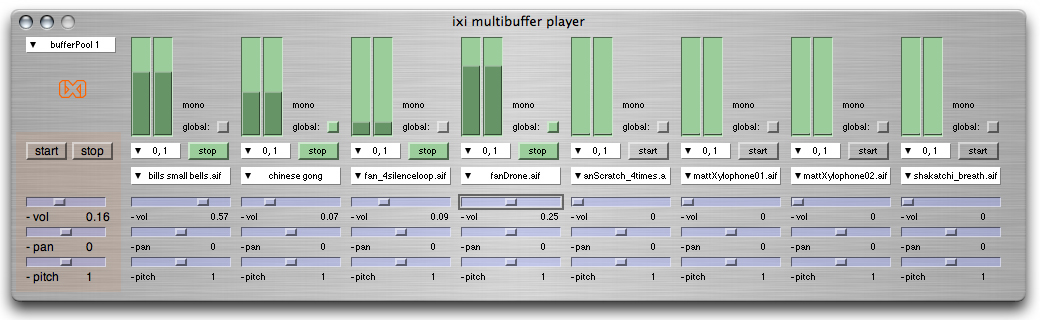 ixi multibuffer player
▼ bufferPool 1
mono mono mono mono mono mono mono mono
global: global: global: global: global: global: global: global:
start stop ▼ 0, 1 stop ▼ 0, 1 stop ▼ 0, 1 stop ▼ 0, 1 stop ▼ 0, 1 start ▼ 0, 1 start ▼ 0, 1 start ▼ 0, 1 start
▼ bills small bells.aif ▼ chinese gong ▼ fan_4silenceloop.aif ▼ fanDrone.aif ▼ anScratch_4times.a ▼ mattXylophone01.aif ▼ mattXylophone02.aif ▼ shakatchi_breath.aif
- vol 0.16 - vol 0.57 - vol 0.07 - vol 0.09 - vol 0.25 - vol 0 - vol 0 - vol 0 - vol 0
- pan 0 - pan 0 - pan 0 - pan 0 - pan 0 - pan 0 - pan 0 - pan 0 - pan 0
- pitch 1 - pitch 1 - pitch 1 - pitch 1 - pitch 1 - pitch 1 - pitch 1 - pitch 1 - pitch 1